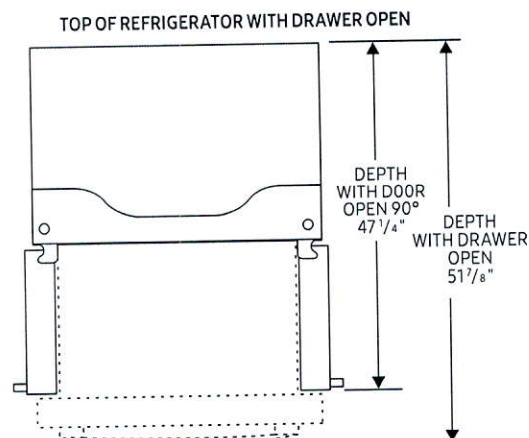 TOP OF REFRIGERATOR WITH DRAWER OPEN
DEPTH
WITH DOOR
OPEN 90°
47 1/4"
DEPTH
WITH DRAWER
OPEN
51 7/8"